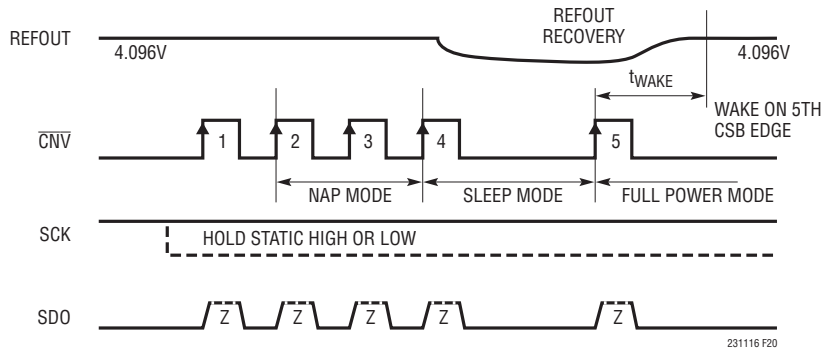 REFOUT
RECOVERY
REFOUT
4.096V
4.096V
tWAKE
WAKE ON 5TH
CSB EDGE
CNV
1
2
3
4
5
NAP MODE
SLEEP MODE
FULL POWER MODE
SCK
HOLD STATIC HIGH OR LOW
SDO
Z
Z
Z
Z
Z
231116 F20